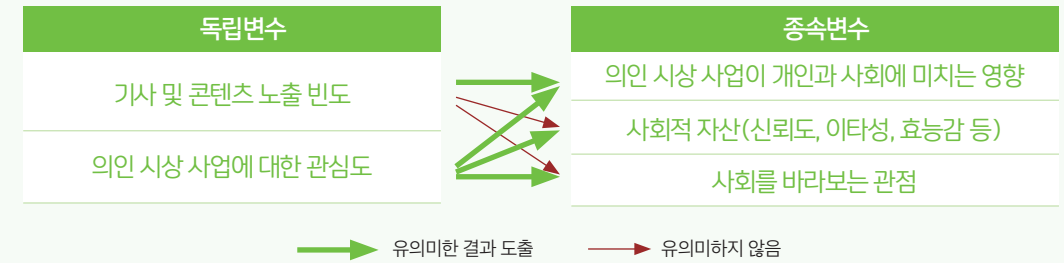 독립변수
종속변수
기사 및 콘텐츠 노출 빈도
의인 시상 사업에 대한 관심도
의인 시상 사업이 개인과 사회에 미치는 영향
사회적 자산(신뢰도, 이타성, 효능감 등)
사회를 바라보는 관점
유의미한 결과 도출
유의미하지 않음